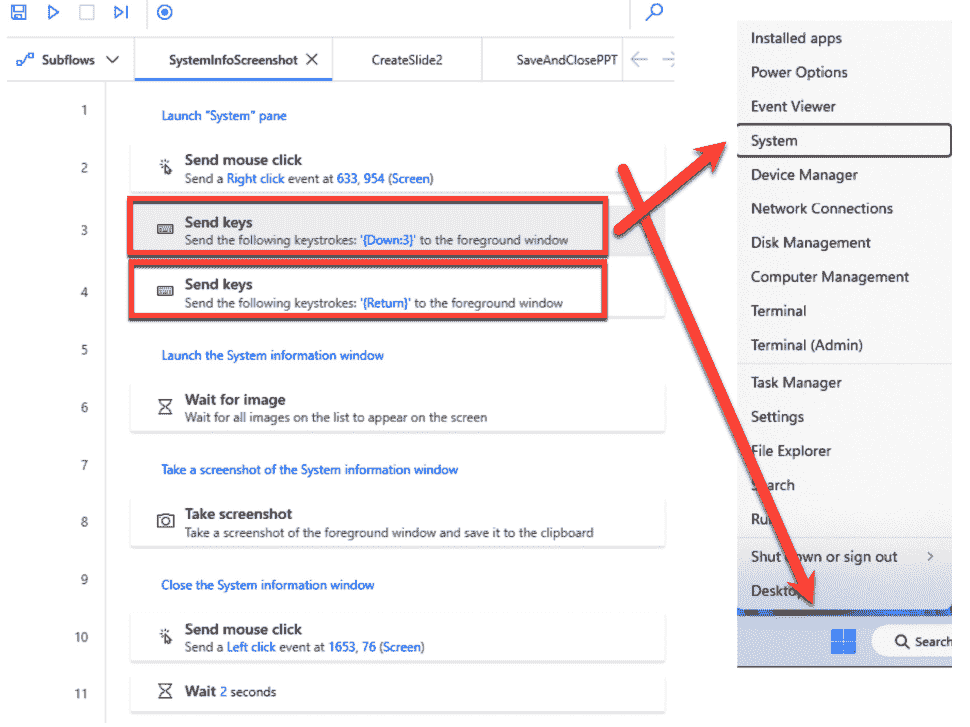 Subflows
SystemInfoScreenshot
CreateSlide2
SaveAndClosePPT
1
Launch "System" pane
2
Send mouse click
Send a Right click event at 633, 954 (Screen)
3
Send keys
Send the following keystrokes: '{Down:3}' to the foreground window
4
Send keys
Send the following keystrokes: '{Return}' to the foreground window
5
Launch the System information window
6
Wait for image
Wait for all images on the list to appear on the screen
7
Take a screenshot of the System information window
8
Take screenshot
Take a screenshot of the foreground window and save it to the clipboard
9
Close the System information window
10
Send mouse click
Send a Left click event at 1653, 76 (Screen)
11
Wait 2 seconds
Installed apps
Power Options
Event Viewer
System
Device Manager
Network Connections
Disk Management
Computer Management
Terminal
Terminal (Admin)
Task Manager
Settings
File Explorer
Search
Run
Shut down or sign out
Desktop
Search